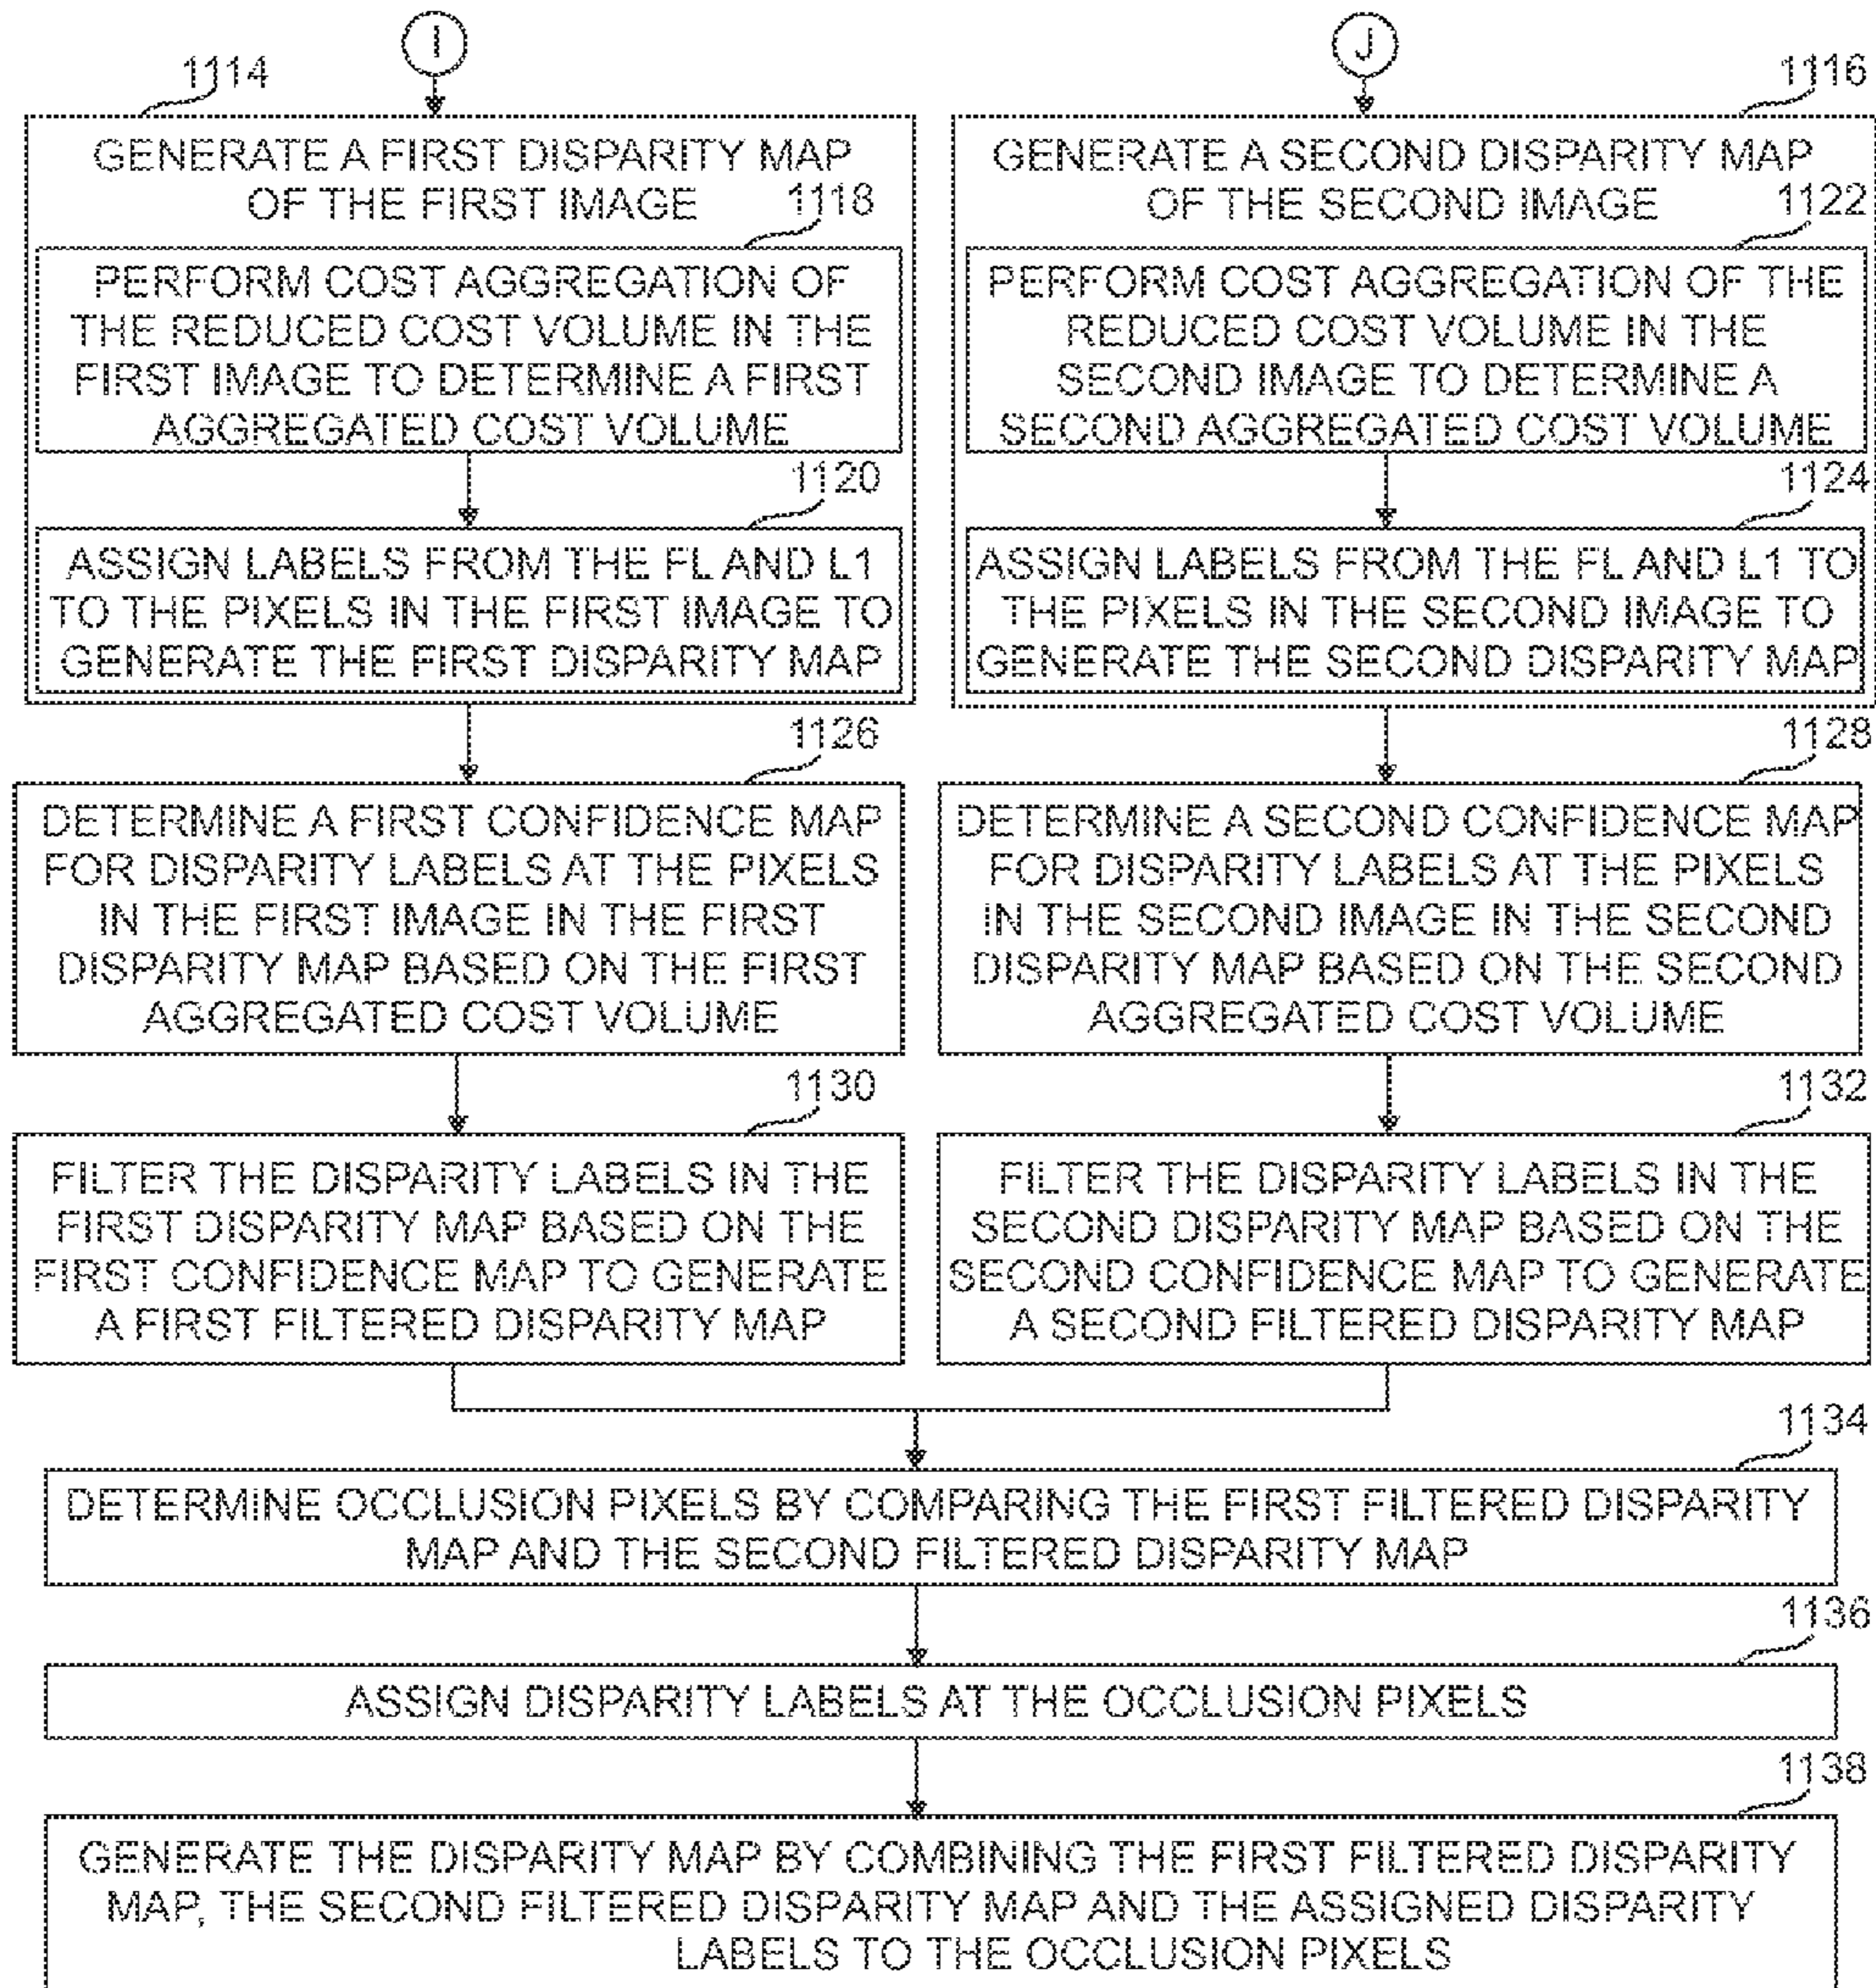 I
1114
GENERATE A FIRST DISPARITY MAP
OF THE FIRST IMAGE
1118
PERFORM COST AGGREGATION OF
THE REDUCED COST VOLUME IN THE
FIRST IMAGE TO DETERMINE A FIRST
AGGREGATED COST VOLUME
1120
ASSIGN LABELS FROM THE FL AND L1
TO THE PIXELS IN THE FIRST IMAGE TO
GENERATE THE FIRST DISPARITY MAP
1126
DETERMINE A FIRST CONFIDENCE MAP
FOR DISPARITY LABELS AT THE PIXELS
IN THE FIRST IMAGE IN THE FIRST
DISPARITY MAP BASED ON THE FIRST
AGGREGATED COST VOLUME
1130
FILTER THE DISPARITY LABELS IN THE
FIRST DISPARITY MAP BASED ON THE
FIRST CONFIDENCE MAP TO GENERATE
A FIRST FILTERED DISPARITY MAP
J
1116
GENERATE A SECOND DISPARITY MAP
OF THE SECOND IMAGE
1122
PERFORM COST AGGREGATION OF THE
REDUCED COST VOLUME IN THE
SECOND IMAGE TO DETERMINE A
SECOND AGGREGATED COST VOLUME
1124
ASSIGN LABELS FROM THE FL AND L1 TO
THE PIXELS IN THE SECOND IMAGE TO
GENERATE THE SECOND DISPARITY MAP
1128
DETERMINE A SECOND CONFIDENCE MAP
FOR DISPARITY LABELS AT THE PIXELS
IN THE SECOND IMAGE IN THE SECOND
DISPARITY MAP BASED ON THE SECOND
AGGREGATED COST VOLUME
1132
FILTER THE DISPARITY LABELS IN THE
SECOND DISPARITY MAP BASED ON THE
SECOND CONFIDENCE MAP TO GENERATE
A SECOND FILTERED DISPARITY MAP
1134
DETERMINE OCCLUSION PIXELS BY COMPARING THE FIRST FILTERED DISPARITY
MAP AND THE SECOND FILTERED DISPARITY MAP
1136
ASSIGN DISPARITY LABELS AT THE OCCLUSION PIXELS
1138
GENERATE THE DISPARITY MAP BY COMBINING THE FIRST FILTERED DISPARITY
MAP, THE SECOND FILTERED DISPARITY MAP AND THE ASSIGNED DISPARITY
LABELS TO THE OCCLUSION PIXELS